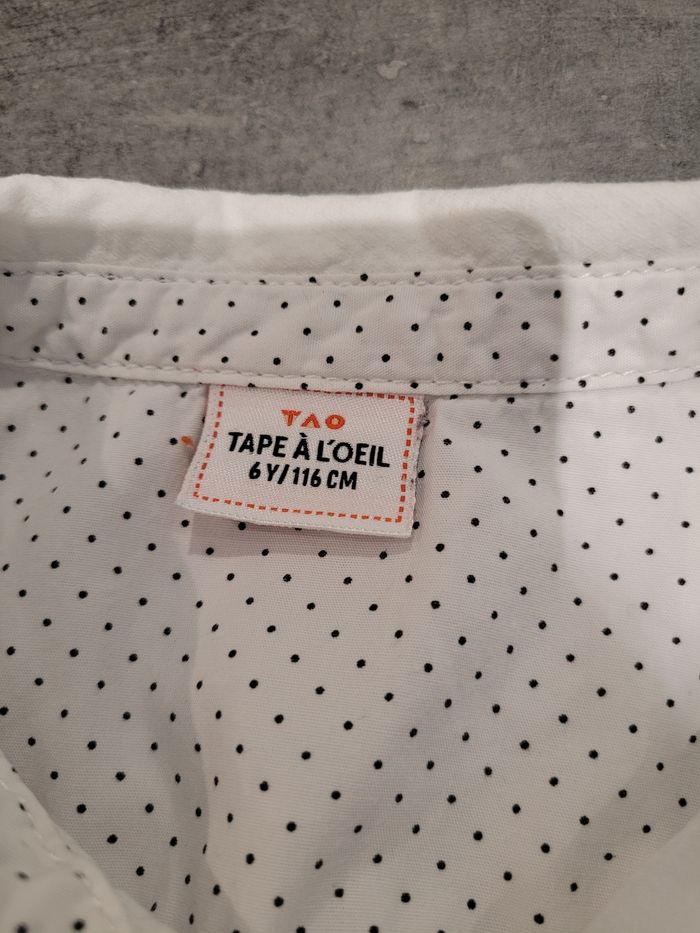 TAO
TAPE À L'OEIL
6 Y/116 CM